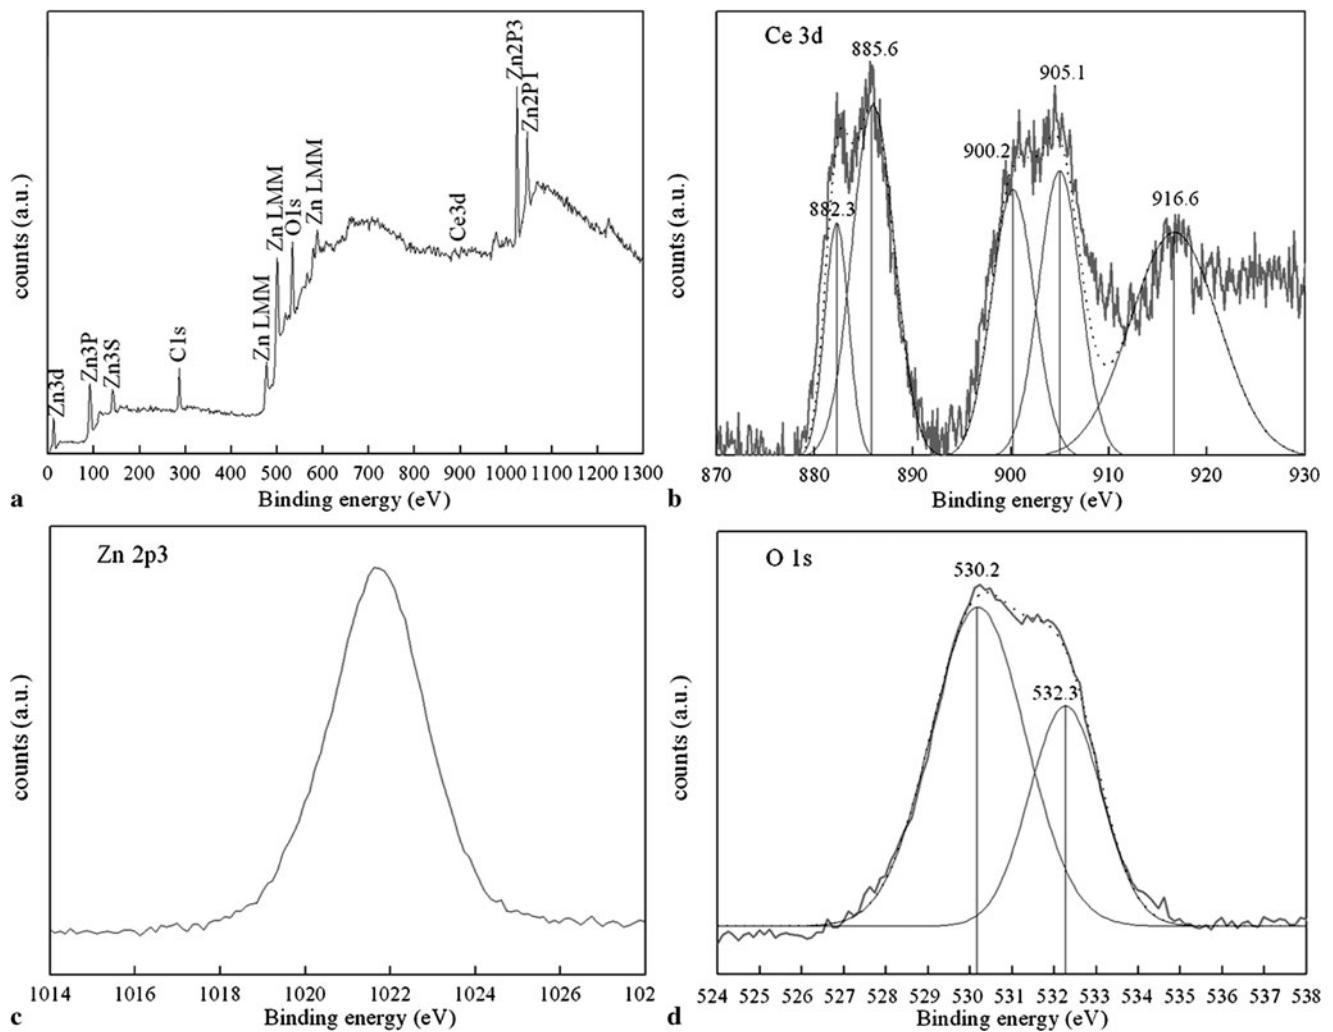 Zn3d
Zn3P
Zn3S
C1s
Zn LMM
Zn LMM
O1s
Zn LMM
Ce3d
Zn2P3
Zn2P1
counts (a.u.)
0 100 200 300 400 500 600 700 800 900 1000 1100 1200 1300
Binding energy (eV)
a
Ce 3d
882.3
885.6
900.2
905.1
916.6
counts (a.u.)
870 880 890 900 910 920 930
Binding energy (eV)
b
Zn 2p3
counts (a.u.)
1014 1016 1018 1020 1022 1024 1026 102
Binding energy (eV)
c
O 1s
530.2
532.3
counts (a.u.)
524 525 526 527 528 529 530 531 532 533 534 535 536 537 538
Binding energy (eV)
d